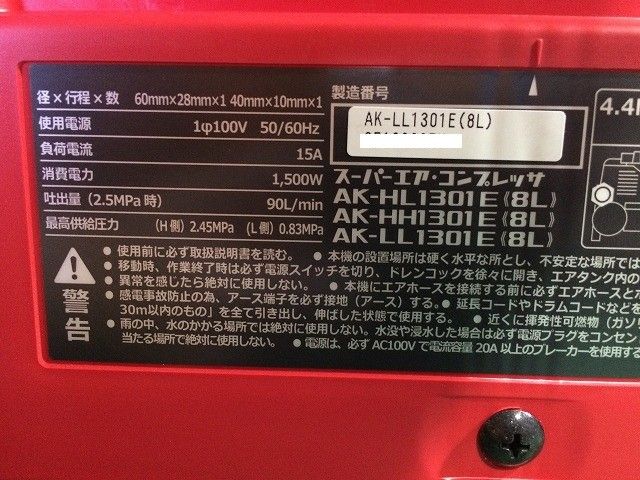 径×行程×数 60mm×28mm×1 40mm×10mm×1
使用電源 1φ100V 50/60Hz
負荷電流 15A
消費電力 1,500W
吐出量(2.5MPa時) 90L/min
最高供給圧力 (H側) 2.45MPa (L側) 0.83MPa
製造番号
AK-LL1301E(8L)
スーパーエア・コンプレッサ
AK-HL1301E(8L)
AK-HH1301E(8L)
AK-LL1301E(8L)
4.4
警告
●使用前に必ず取扱説明書を読む。 ●本機の設置場所は硬く水平な所とし、不安定な場所では
●移動時、作業終了時は必ず電源スイッチを切り、ドレンコックを徐々に開き、エアタンク内の
●異常を感じたら絶対に使用しない。 ●本機にエアホースを接続する前に必ずエアホースと
●感電事故防止の為、アース端子を必ず接地(アース)する。●延長コードやドラムコード
30m以内のもの)を全て引き出し、伸ばした状態で使用する。 ●近くに揮発性可燃物(ガソ
●雨の中、水のかかる場所では絶対に使用しない。水没や浸水した場合は必ず電源プラグをコンセン
当たる場所で絶対に使用しない。 ●電源は、必ずAC100Vで電流容量20A以上のブレーカーを使用する